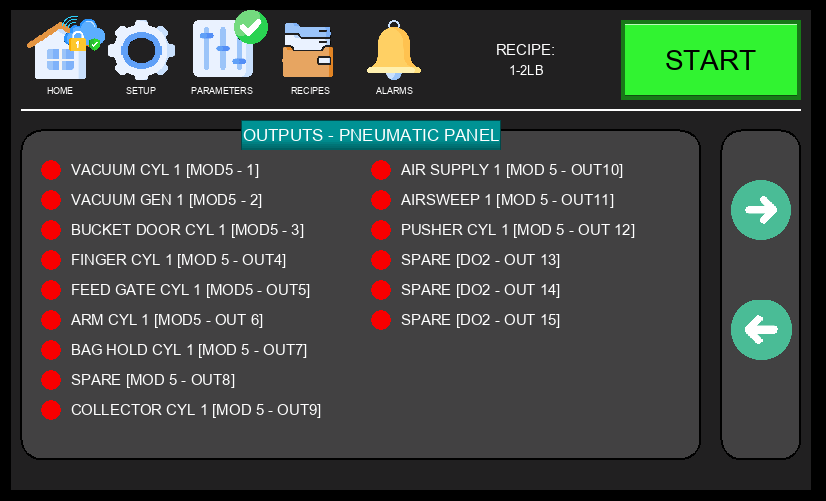 HOME
SETUP
PARAMETERS
RECIPES
ALARMS
RECIPE:
1-2LB
START
OUTPUTS - PNEUMATIC PANEL
VACUUM CYL 1 [MOD5 - 1]
VACUUM GEN 1 [MOD5 - 2]
BUCKET DOOR CYL 1 [MOD5 - 3]
FINGER CYL 1 [MOD 5 - OUT4]
FEED GATE CYL 1 [MOD5 - OUT5]
ARM CYL 1 [MOD5 - OUT 6]
BAG HOLD CYL 1 [MOD 5 - OUT7]
SPARE [MOD 5 - OUT8]
COLLECTOR CYL 1 [MOD 5 - OUT9]
AIR SUPPLY 1 [MOD 5 - OUT10]
AIRSWEEP 1 [MOD 5 - OUT11]
PUSHER CYL 1 [MOD 5 - OUT 12]
SPARE [DO2 - OUT 13]
SPARE [DO2 - OUT 14]
SPARE [DO2 - OUT 15]